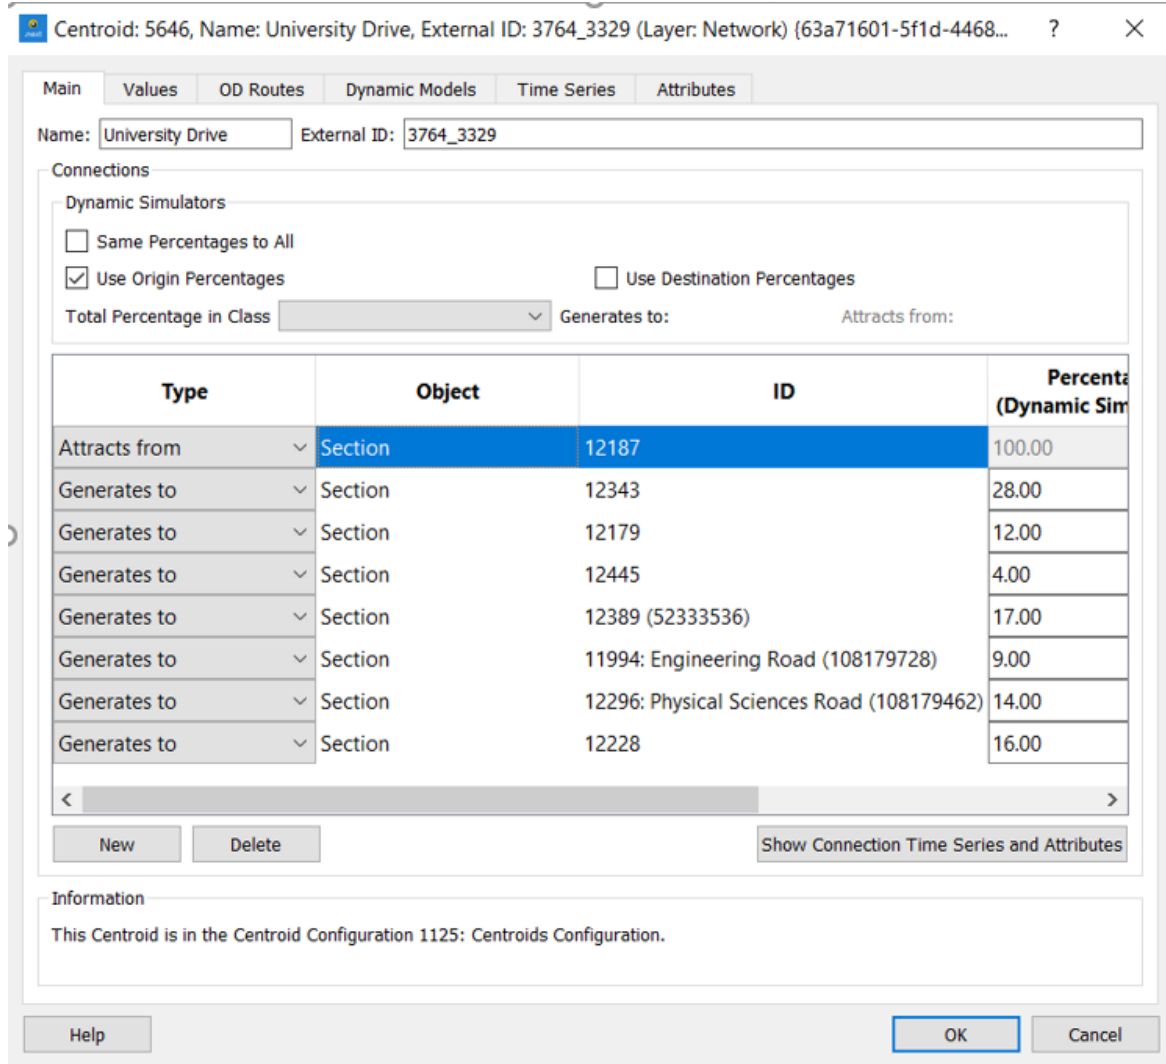 Centroid: 5646, Name: University Drive, External ID: 3764_3329 (Layer: Network) {63a71601-5f1d-4468... ?
Main Values OD Routes Dynamic Models Time Series Attributes
Name: University Drive External ID: 3764_3329
Connections
Dynamic Simulators
Same Percentages to All
Use Origin Percentages Use Destination Percentages
Total Percentage in Class Generates to: Attracts from:
Type Object ID Percenta
(Dynamic Sim
Attracts from Section 12187 100.00
Generates to Section 12343 28.00
Generates to Section 12179 12.00
Generates to Section 12445 4.00
Generates to Section 12389 (52333536) 17.00
Generates to Section 11994: Engineering Road (108179728) 9.00
Generates to Section 12296: Physical Sciences Road (108179462) 14.00
Generates to Section 12228 16.00
New Delete Show Connection Time Series and Attributes
Information
This Centroid is in the Centroid Configuration 1125: Centroids Configuration.
Help OK Cancel